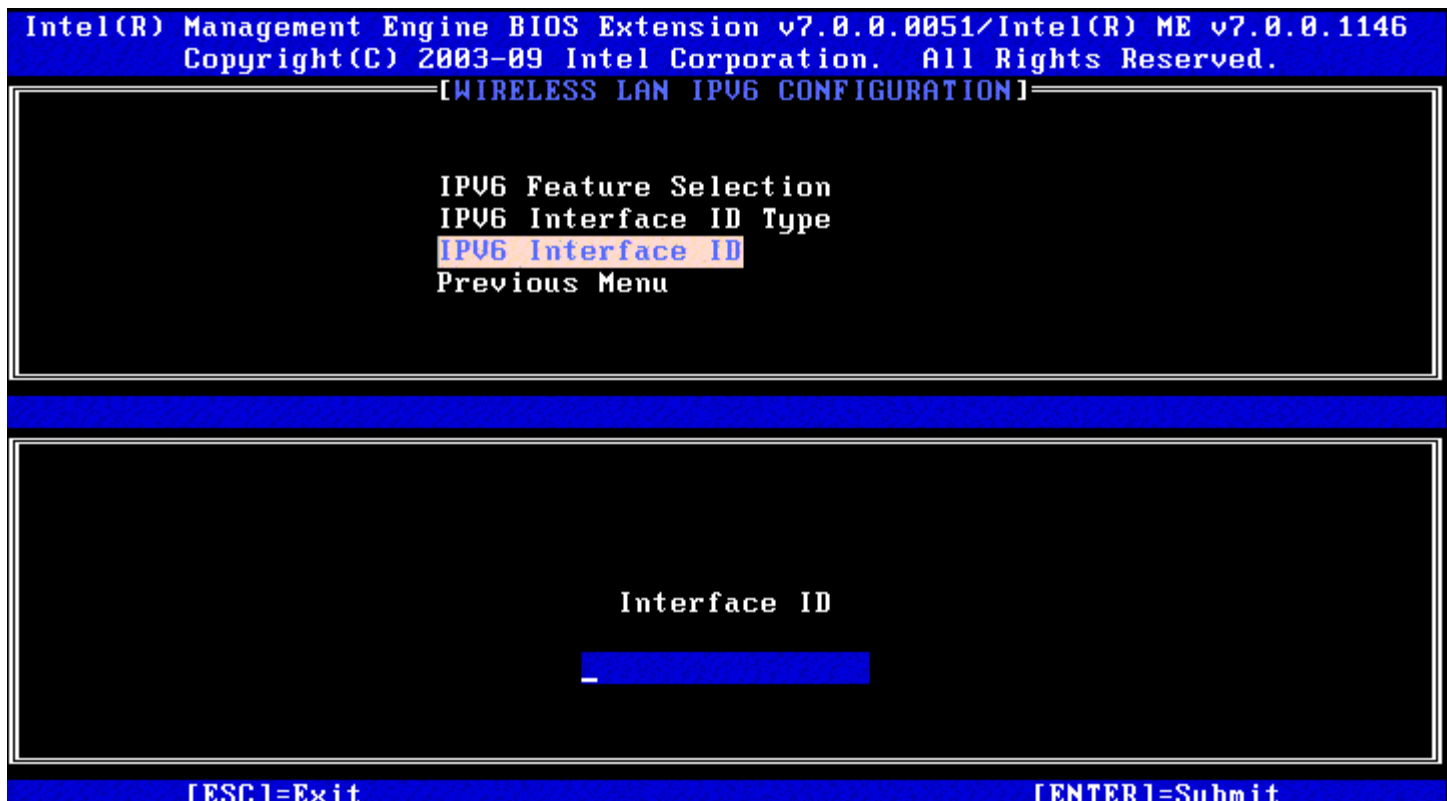 Intel(R) Management Engine BIOS Extension v7.0.0.0051/Intel(R) ME v7.0.0.1146
Copyright(C) 2003-09 Intel Corporation.  All Rights Reserved.
[WIRELESS LAN IPV6 CONFIGURATION]
IPV6 Feature Selection
IPV6 Interface ID Type
IPV6 Interface ID
Previous Menu
Interface ID
[ESC]=Exit
[ENTER]=Submit